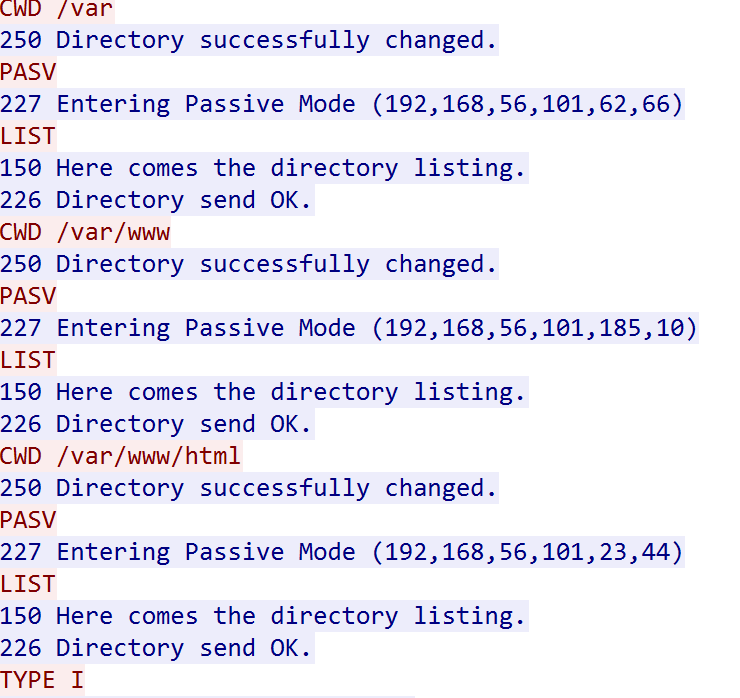 CWD /var
250 Directory successfully changed.
PASV
227 Entering Passive Mode (192,168,56,101,62,66)
LIST
150 Here comes the directory listing.
226 Directory send OK.
CWD /var/www
250 Directory successfully changed.
PASV
227 Entering Passive Mode (192,168,56,101,185,10)
LIST
150 Here comes the directory listing.
226 Directory send OK.
CWD /var/www/html
250 Directory successfully changed.
PASV
227 Entering Passive Mode (192,168,56,101,23,44)
LIST
150 Here comes the directory listing.
226 Directory send OK.
TYPE I